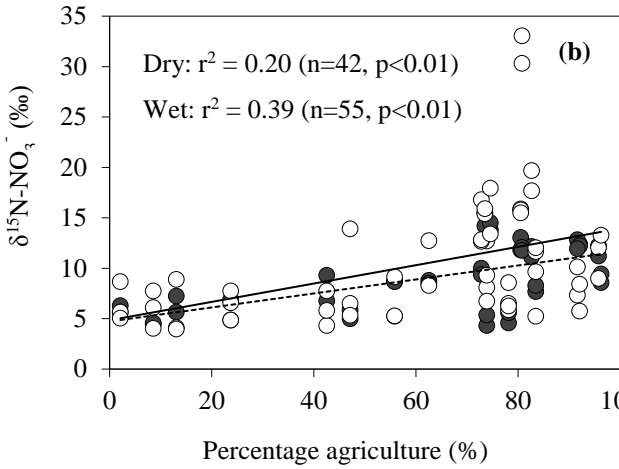 35
30
25
20
15
10
5
0
δ¹⁵N-NO₃⁻ (‰)
(b)
Dry: r² = 0.20 (n=42, p<0.01)
Wet: r² = 0.39 (n=55, p<0.01)
0 20 40 60 80 10
Percentage agriculture (%)